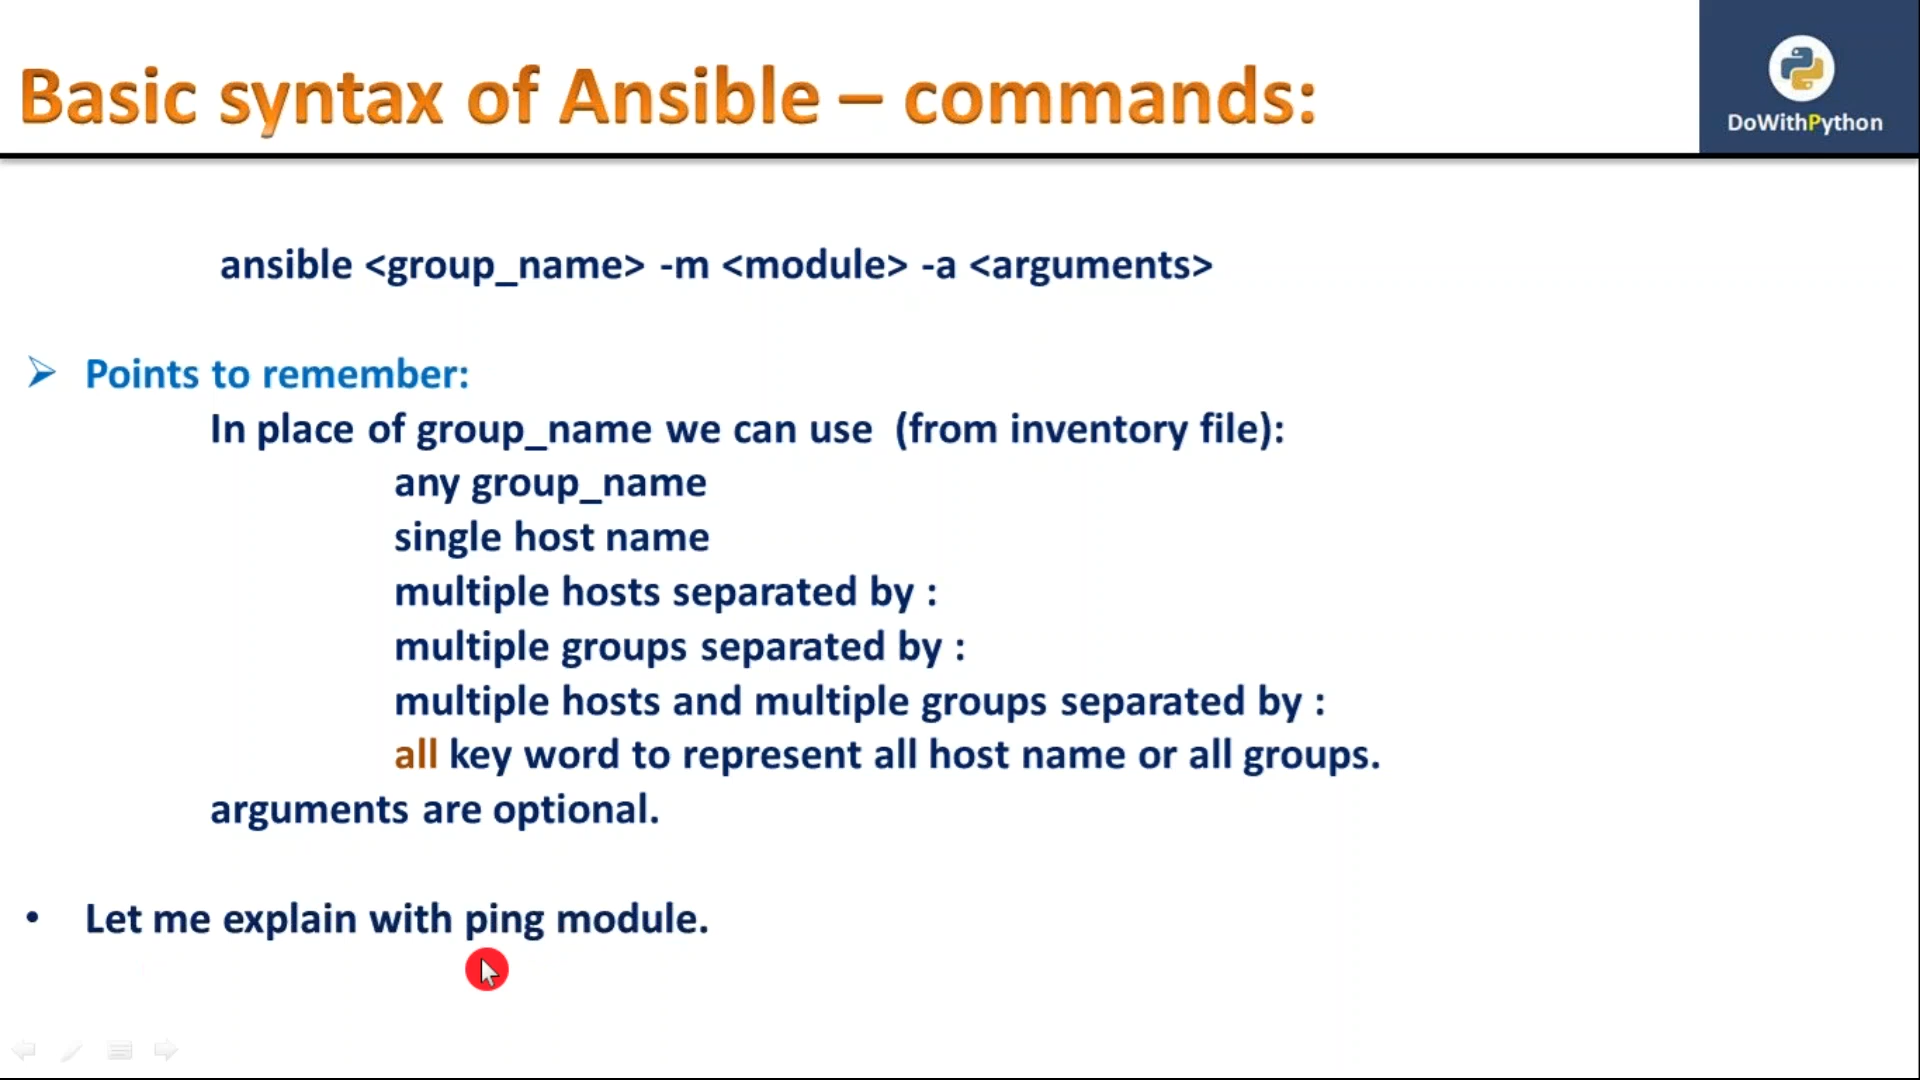 Basic syntax of Ansible – commands:
DoWithPython
ansible <group_name> -m <module> -a <arguments>
Points to remember:
In place of group_name we can use (from inventory file):
any group_name
single host name
multiple hosts separated by :
multiple groups separated by :
multiple hosts and multiple groups separated by :
all key word to represent all host name or all groups.
arguments are optional.
Let me explain with ping module.